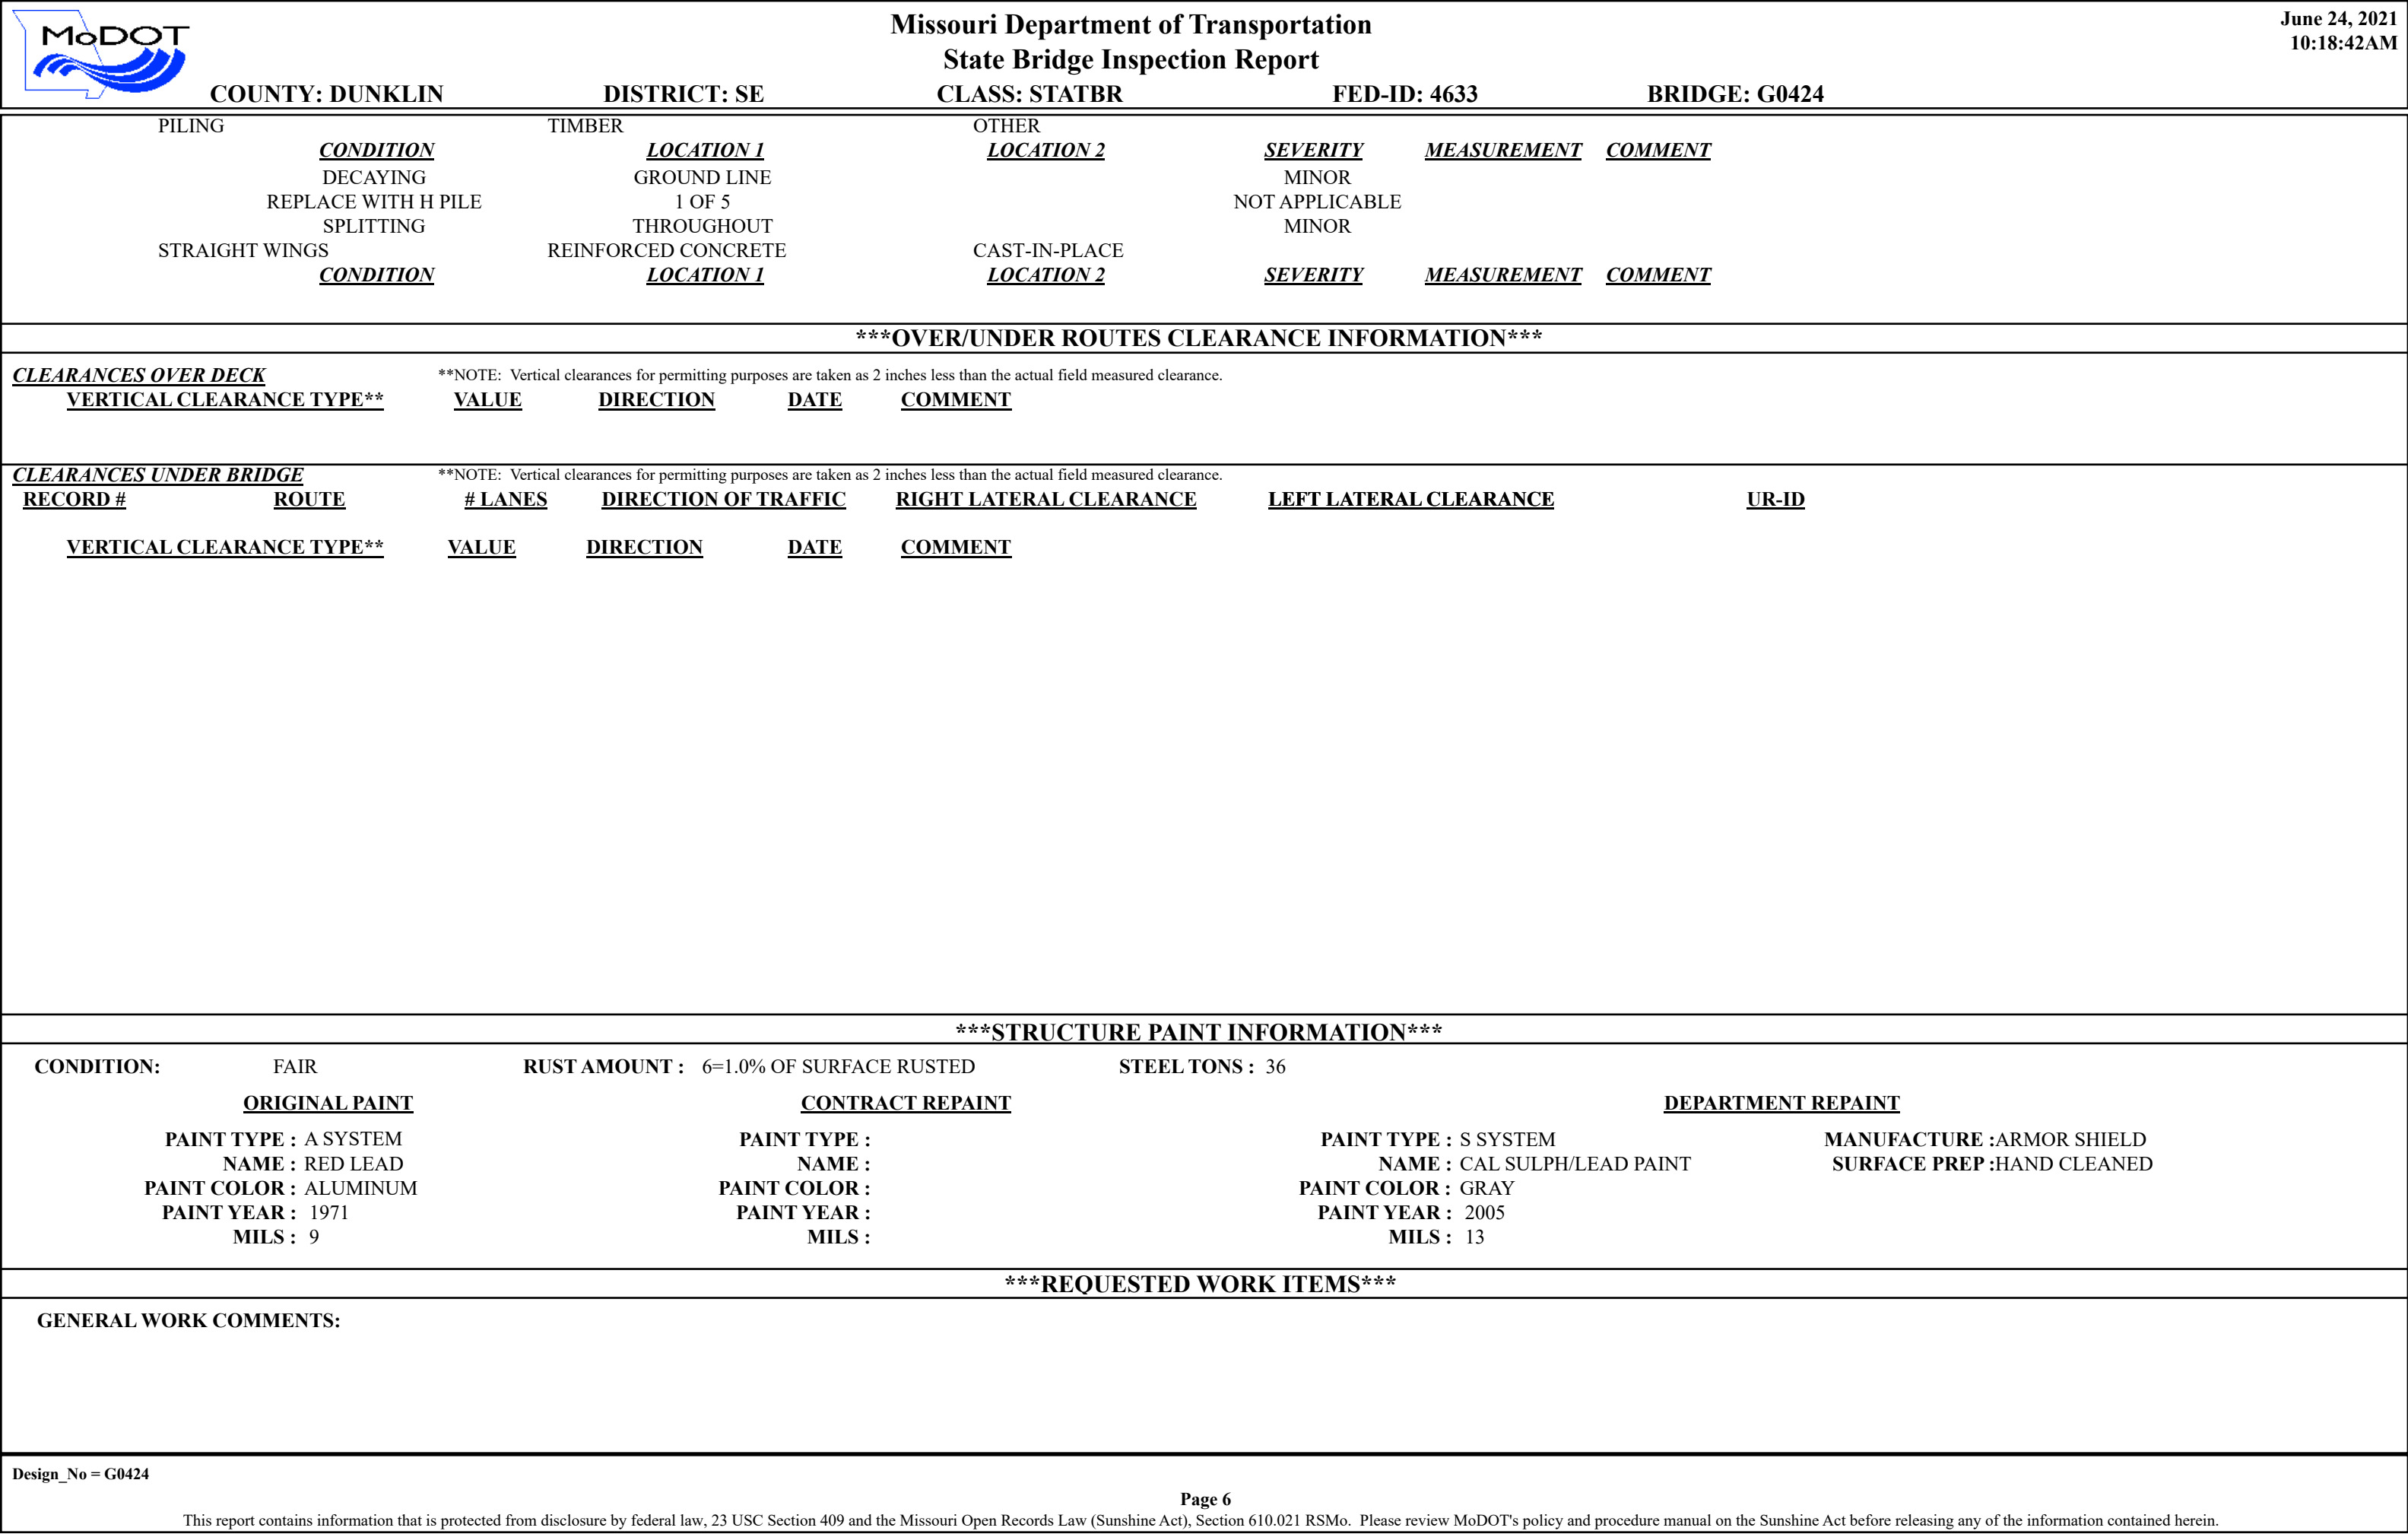 MoDOT
Missouri Department of Transportation
State Bridge Inspection Report
June 24, 2021
10:18:42AM
COUNTY: DUNKLIN DISTRICT: SE CLASS: STATBR FED-ID: 4633 BRIDGE: G0424
PILING TIMBER OTHER
CONDITION LOCATION 1 LOCATION 2 SEVERITY MEASUREMENT COMMENT
DECAYING GROUND LINE MINOR
REPLACE WITH H PILE 1 OF 5 NOT APPLICABLE
SPLITTING THROUGHOUT MINOR
STRAIGHT WINGS REINFORCED CONCRETE CAST-IN-PLACE
CONDITION LOCATION 1 LOCATION 2 SEVERITY MEASUREMENT COMMENT
***OVER/UNDER ROUTES CLEARANCE INFORMATION***
CLEARANCES OVER DECK **NOTE: Vertical clearances for permitting purposes are taken as 2 inches less than the actual field measured clearance.
VERTICAL CLEARANCE TYPE** VALUE DIRECTION DATE COMMENT
CLEARANCES UNDER BRIDGE **NOTE: Vertical clearances for permitting purposes are taken as 2 inches less than the actual field measured clearance.
RECORD # ROUTE # LANES DIRECTION OF TRAFFIC RIGHT LATERAL CLEARANCE LEFT LATERAL CLEARANCE UR-ID
VERTICAL CLEARANCE TYPE** VALUE DIRECTION DATE COMMENT
***STRUCTURE PAINT INFORMATION***
CONDITION: FAIR RUST AMOUNT : 6=1.0% OF SURFACE RUSTED STEEL TONS : 36
ORIGINAL PAINT CONTRACT REPAINT DEPARTMENT REPAINT
PAINT TYPE : A SYSTEM PAINT TYPE : PAINT TYPE : S SYSTEM MANUFACTURE :ARMOR SHIELD
NAME : RED LEAD NAME : NAME : CAL SULPH/LEAD PAINT SURFACE PREP :HAND CLEANED
PAINT COLOR : ALUMINUM PAINT COLOR : PAINT COLOR : GRAY
PAINT YEAR : 1971 PAINT YEAR : PAINT YEAR : 2005
MILS : 9 MILS : MILS : 13
***REQUESTED WORK ITEMS***
GENERAL WORK COMMENTS:
Design_No = G0424
Page 6
This report contains information that is protected from disclosure by federal law, 23 USC Section 409 and the Missouri Open Records Law (Sunshine Act), Section 610.021 RSMo. Please review MoDOT's policy and procedure manual on the Sunshine Act before releasing any of the information contained herein.